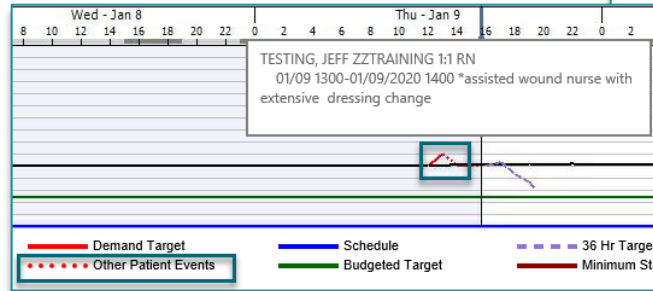 Wed - Jan 8 Thu - Jan 9
8 10 12 14 16 18 20 22 0 2 4 6 8 10 12 14 16 18 20 22 0 2
TESTING, JEFF ZZTRAINING 1:1 RN
01/09 1300-01/09/2020 1400 *assisted wound nurse with
extensive dressing change
Demand Target Schedule 36 Hr Targe
Other Patient Events Budgeted Target Minimum St